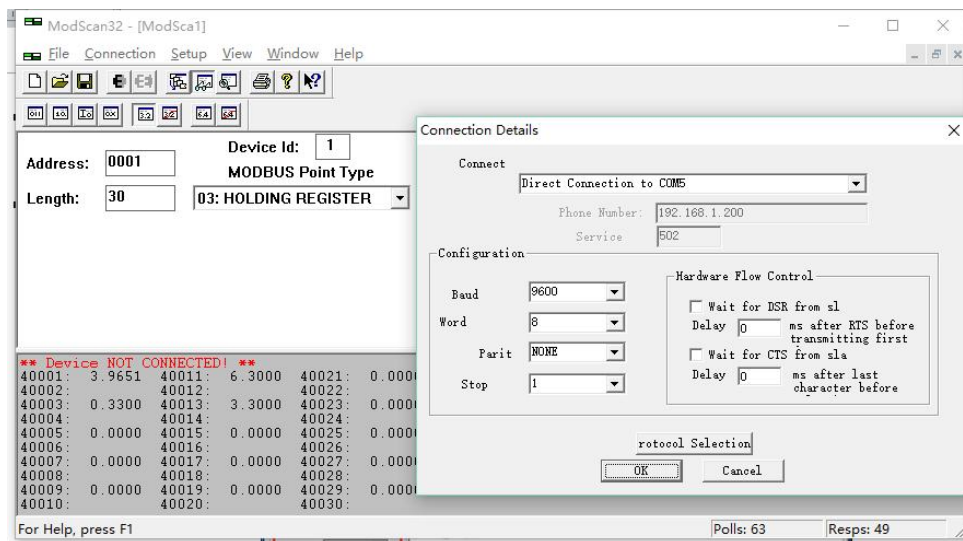 ModScan32 - [ModSca1]
File Connection Setup View Window Help
Address: 0001
Device Id: 1
MODBUS Point Type
Length: 30
03: HOLDING REGISTER
** Device NOT CONNECTED! **
40001: 3.9651 40011: 6.3000 40021: 0.000
40002: 40012: 40022:
40003: 0.3300 40013: 3.3000 40023: 0.000
40004: 40014: 40024:
40005: 0.0000 40015: 0.0000 40025: 0.000
40006: 40016: 40026:
40007: 0.0000 40017: 0.0000 40027: 0.000
40008: 40018: 40028:
40009: 0.0000 40019: 0.0000 40029: 0.000
40010: 40020: 40030:
For Help, press F1
Polls: 63
Resps: 49
Connection Details
Connect
Direct Connection to COM5
Phone Number: 192.168.1.200
Service 502
Configuration
Baud 9600
Word 8
Parit NONE
Stop 1
Hardware Flow Control
Wait for DSR from sl
Delay 0 ms after RTS before
transmitting first
Wait for CTS from sla
Delay 0 ms after last
character before
rotocol Selection
OK Cancel